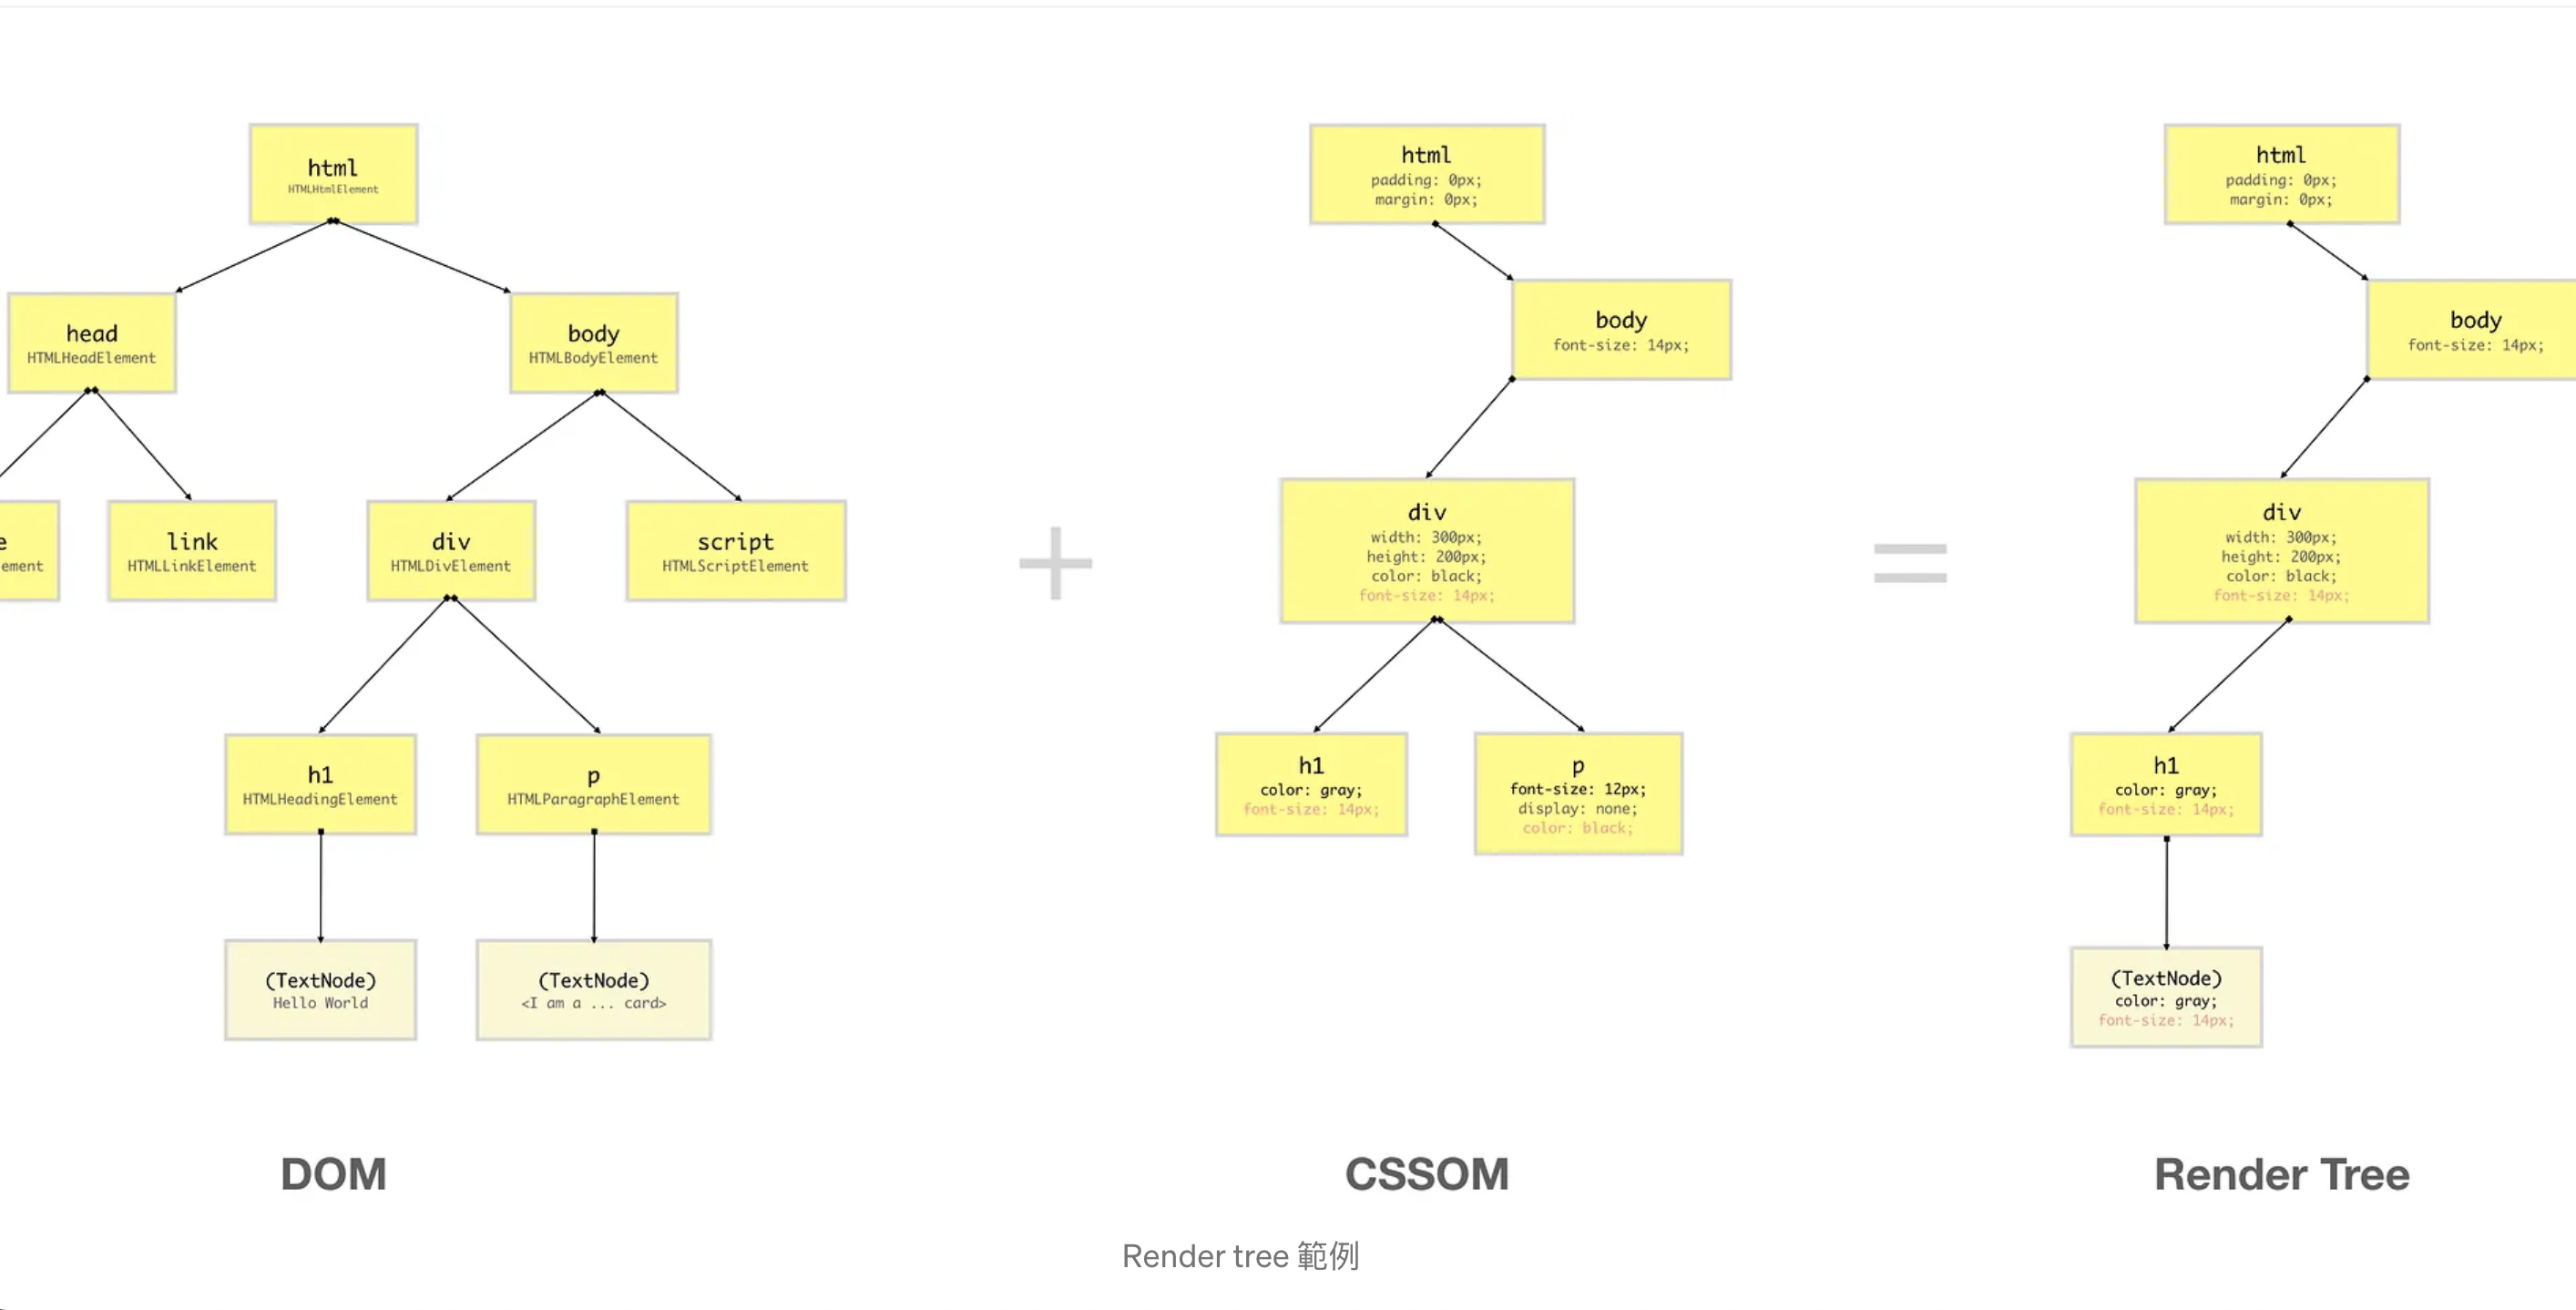 html
HTMLHtmlElement
head
HTMLHeadElement
body
HTMLBodyElement
e
ement
link
HTMLLinkElement
div
HTMLDivElement
script
HTMLScriptElement
h1
HTMLHeadingElement
p
HTMLParagraphElement
(TextNode)
Hello World
(TextNode)
<I am a ... card>
DOM
+
html
padding: 0px;
margin: 0px;
body
font-size: 14px;
div
width: 300px;
height: 200px;
color: black;
font-size: 14px;
h1
color: gray;
font-size: 14px;
p
font-size: 12px;
display: none;
color: black;
CSSOM
=
html
padding: 0px;
margin: 0px;
body
font-size: 14px;
div
width: 300px;
height: 200px;
color: black;
font-size: 14px;
h1
color: gray;
font-size: 14px;
(TextNode)
color: gray;
font-size: 14px;
Render Tree
Render tree 範例